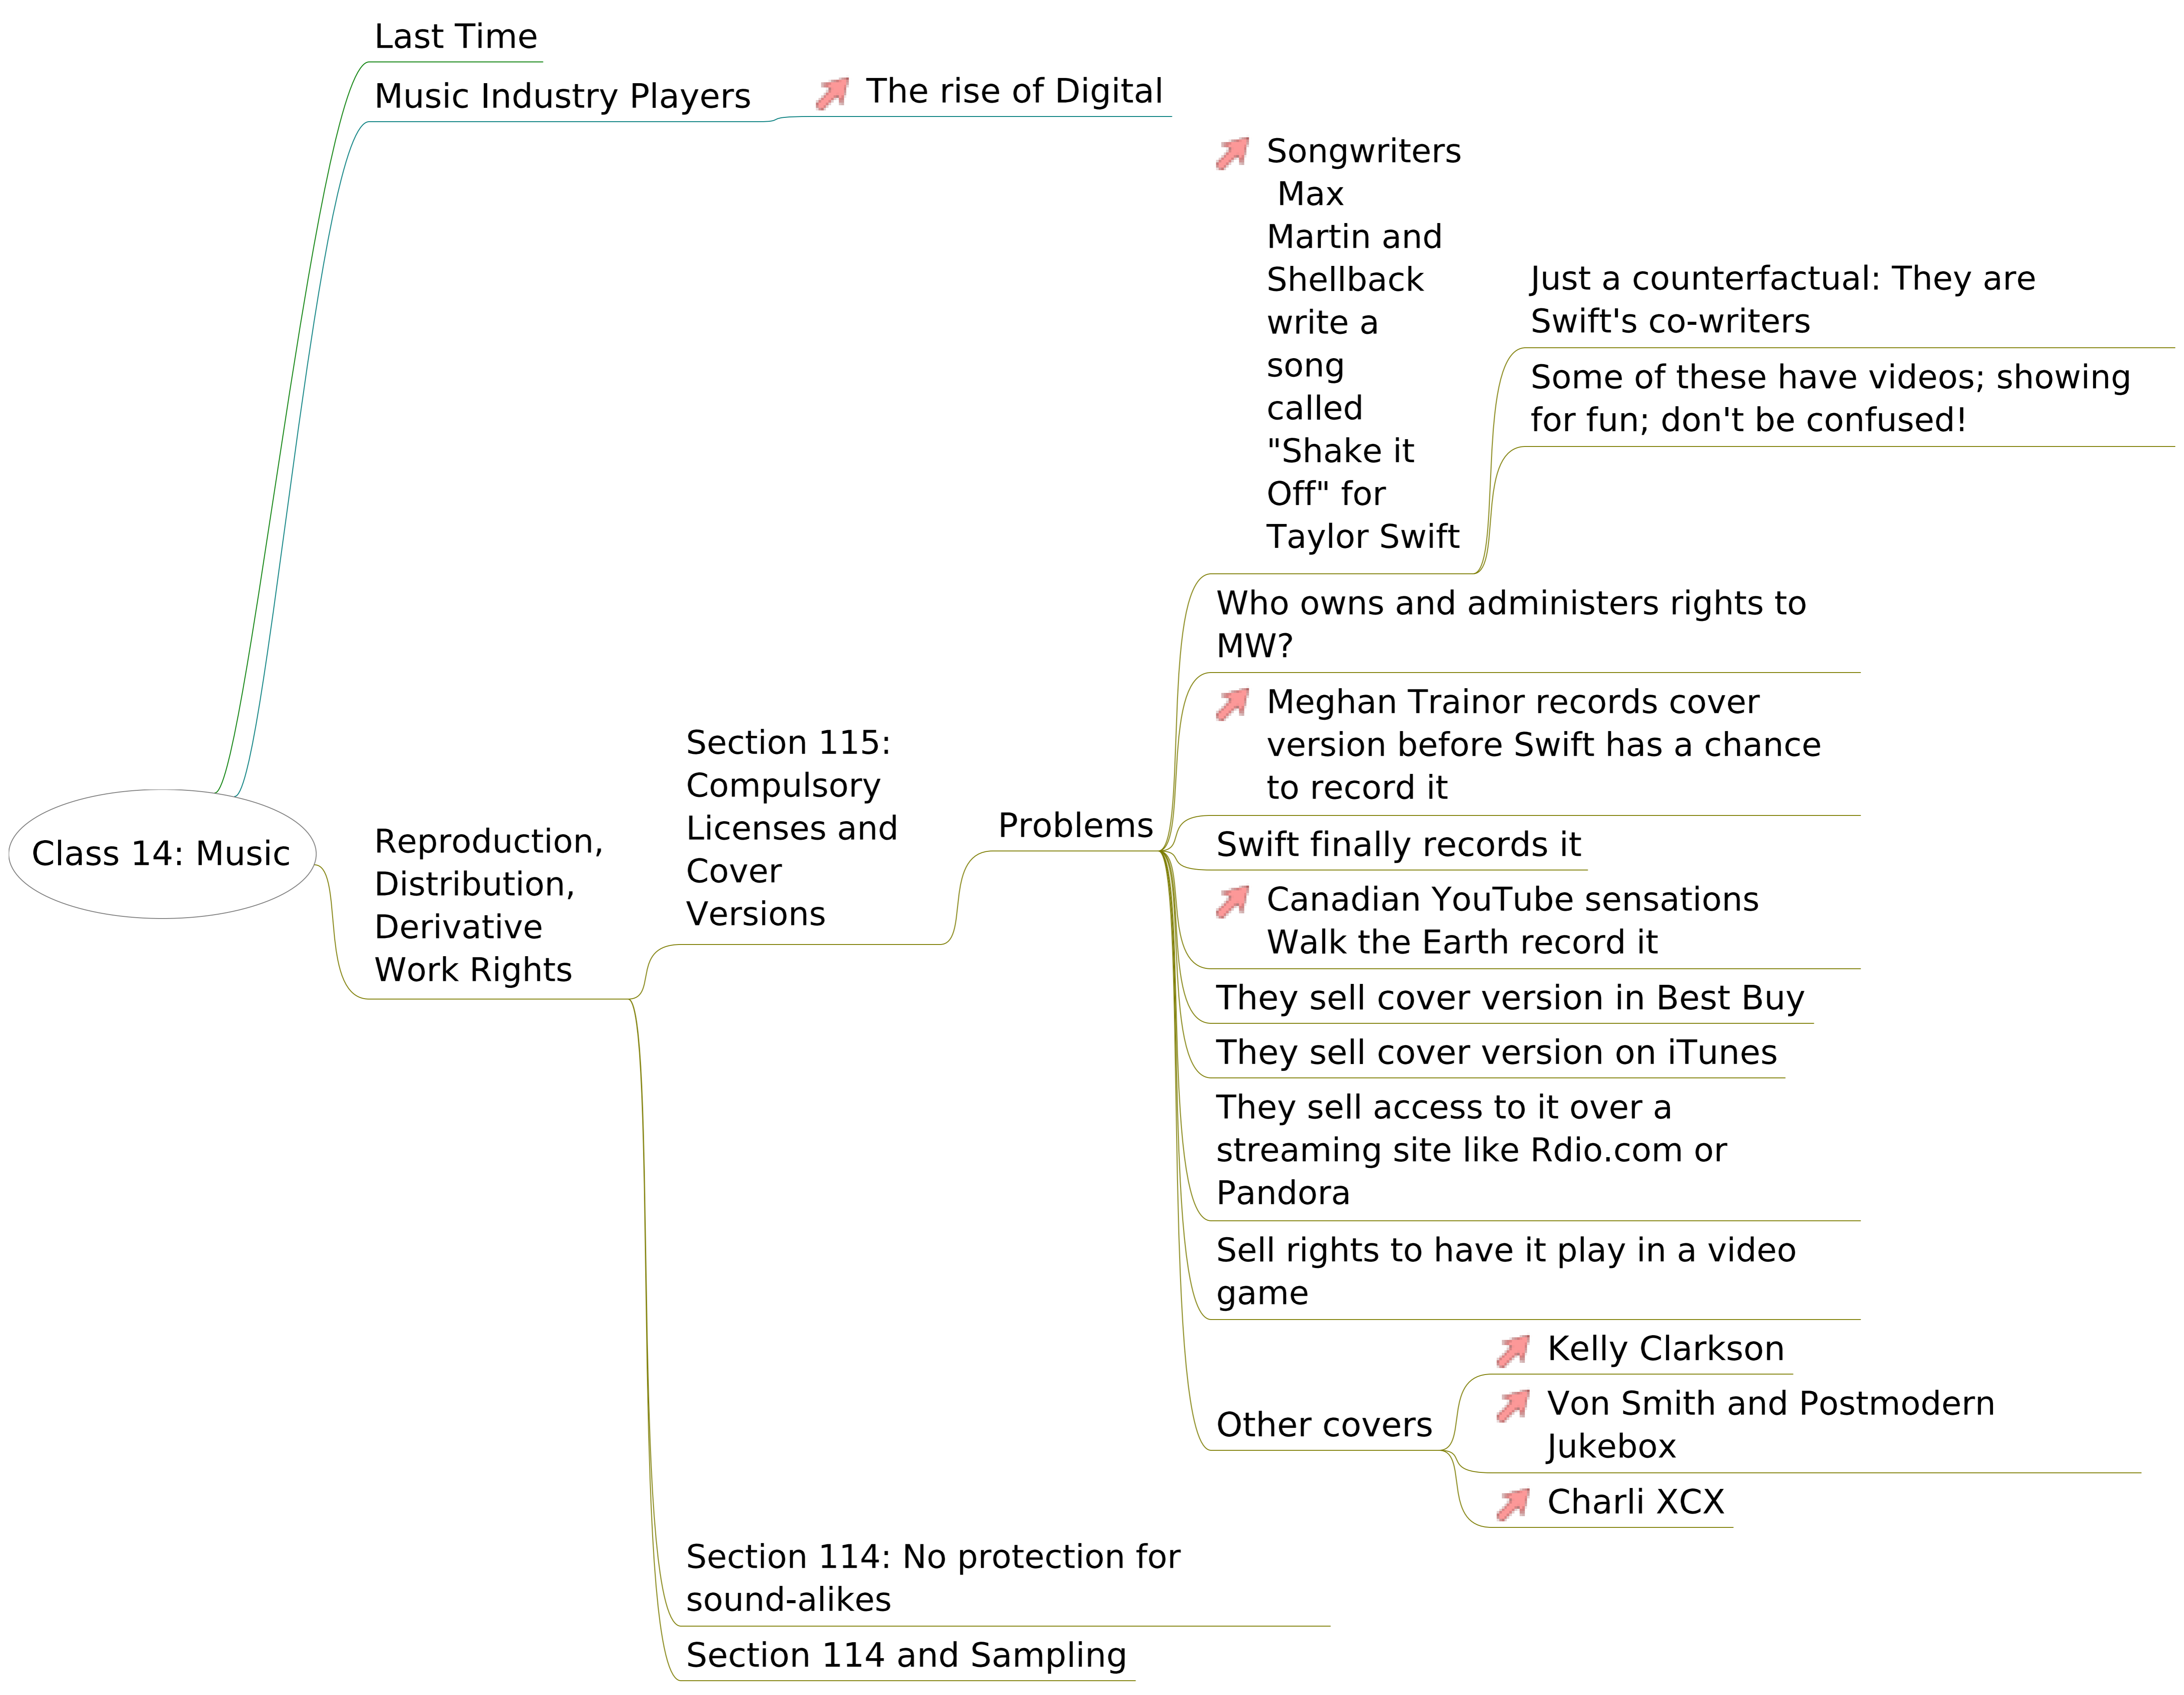 Last Time
Music Industry Players
The rise of Digital
Songwriters
Max
Martin and
Shellback
write a
song
called
"Shake it
Off" for
Taylor Swift
Just a counterfactual: They are
Swift's co-writers
Some of these have videos; showing
for fun; don't be confused!
Who owns and administers rights to
MW?
Meghan Trainor records cover
version before Swift has a chance
to record it
Swift finally records it
Canadian YouTube sensations
Walk the Earth record it
They sell cover version in Best Buy
They sell cover version on iTunes
They sell access to it over a
streaming site like Rdio.com or
Pandora
Sell rights to have it play in a video
game
Other covers
Kelly Clarkson
Von Smith and Postmodern
Jukebox
Charli XCX
Problems
Section 115:
Compulsory
Licenses and
Cover
Versions
Class 14: Music
Reproduction,
Distribution,
Derivative
Work Rights
Section 114: No protection for
sound-alikes
Section 114 and Sampling